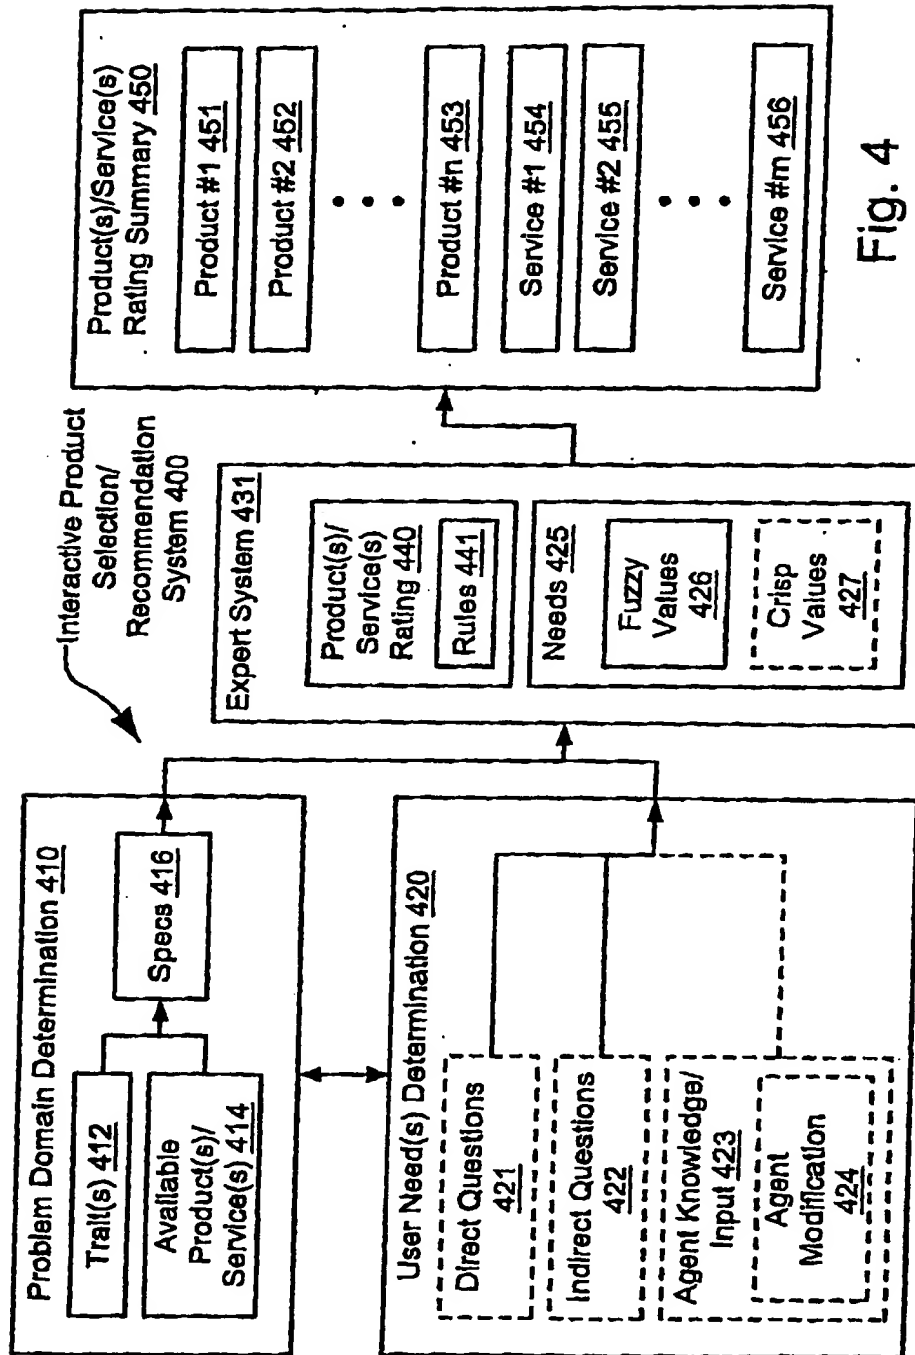 Problem Domain Determination 410
Trait(s) 412
Available
Product(s)/
Service(s) 414
Specs 416
User Need(s) Determination 420
Direct Questions
421
Indirect Questions
422
Agent Knowledge/
Input 423
Agent
Modification
424
Interactive Product
Selection/
Recommendation
System 400
Expert System 431
Product(s)/
Service(s)
Rating 440
Rules 441
Needs 425
Fuzzy
Values
426
Crisp
Values
427
Product(s)/Service(s)
Rating Summary 450
Product #1 451
Product #2 452
Product #n 453
Service #1 454
Service #2 455
Service #m 456
Fig. 4